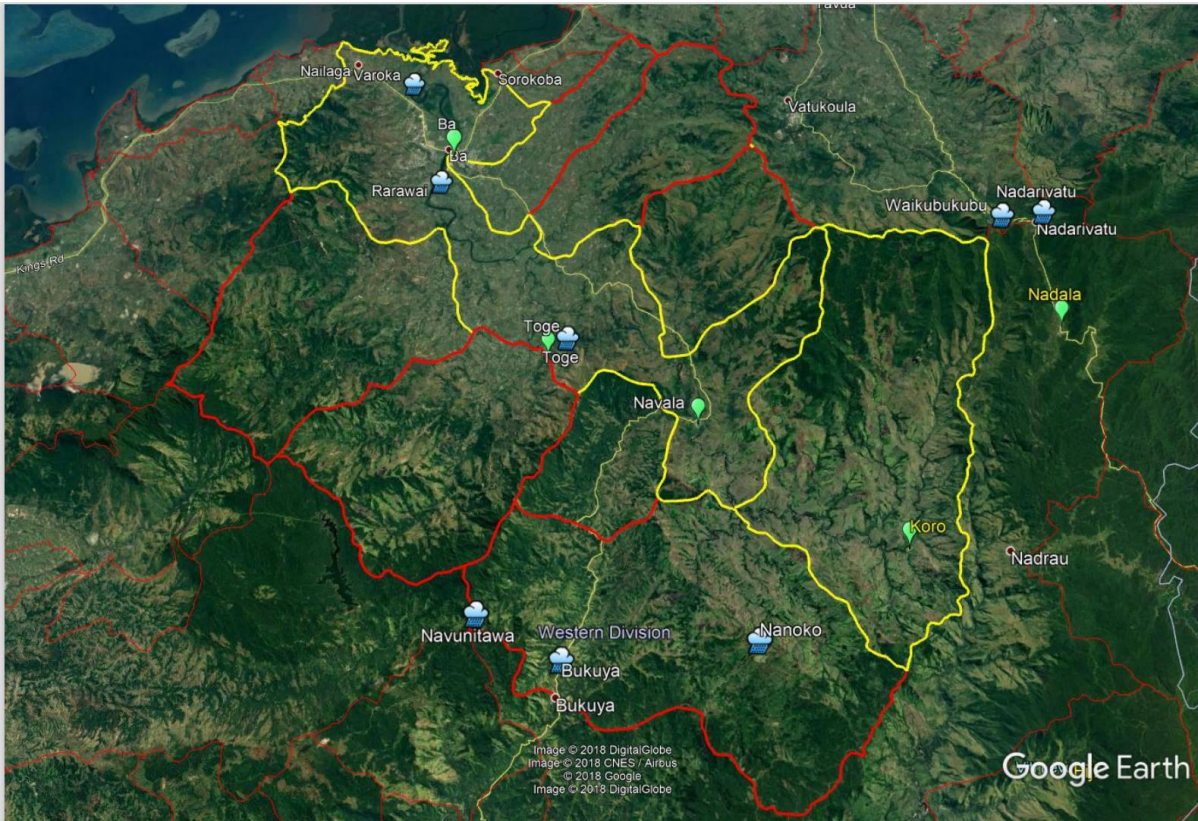 Tavua
Nailaga
Varoka
Sorokoba
Vatukoula
Ba
Ba
Rarawai
Nadarivatu
Waikubukubu
Nadarivatu
Kings Rd
Nadala
Toge
Toge
Navala
Koro
Nadrau
Navunitawa
Western Division
Nanoko
Bukuya
Bukuya
Image © 2018 DigitalGlobe
Image © 2018 CNES / Airbus
© 2018 Google
Image © 2018 DigitalGlobe
Google Earth